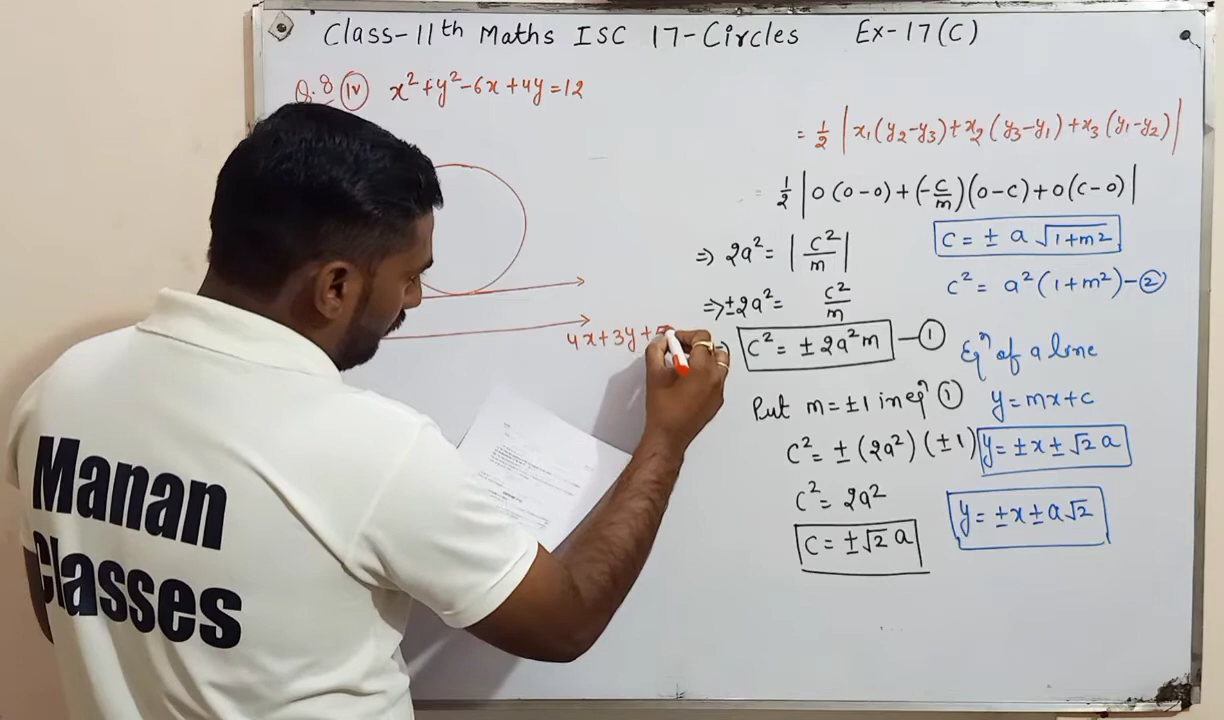 Class-11th Maths ISC 17-Circles Ex-17(C)
Q.8 (iv) x²+y²-6x+4y=12
= 1/2 |x₁(y₂-y₃)+x₂(y₃-y₁)+x₃(y₁-y₂)|
= 1/2 |0(0-0)+(-c/m)(0-c)+0(c-0)|
⇒ 2a² = |c²/m|
⇒ ±2a² = c²/m
c² = ±2a²m —①
Put m=±1 in eqⁿ ①
c² = ±(2a²)(±1)
c² = 2a²
c = ±√2 a
c = ± a √1+m²
c² = a²(1+m²)-②
Eqⁿ of a line
y=mx+c
y=±x±√2 a
y=±x±a√2
4x+3y+
Manan
Classes